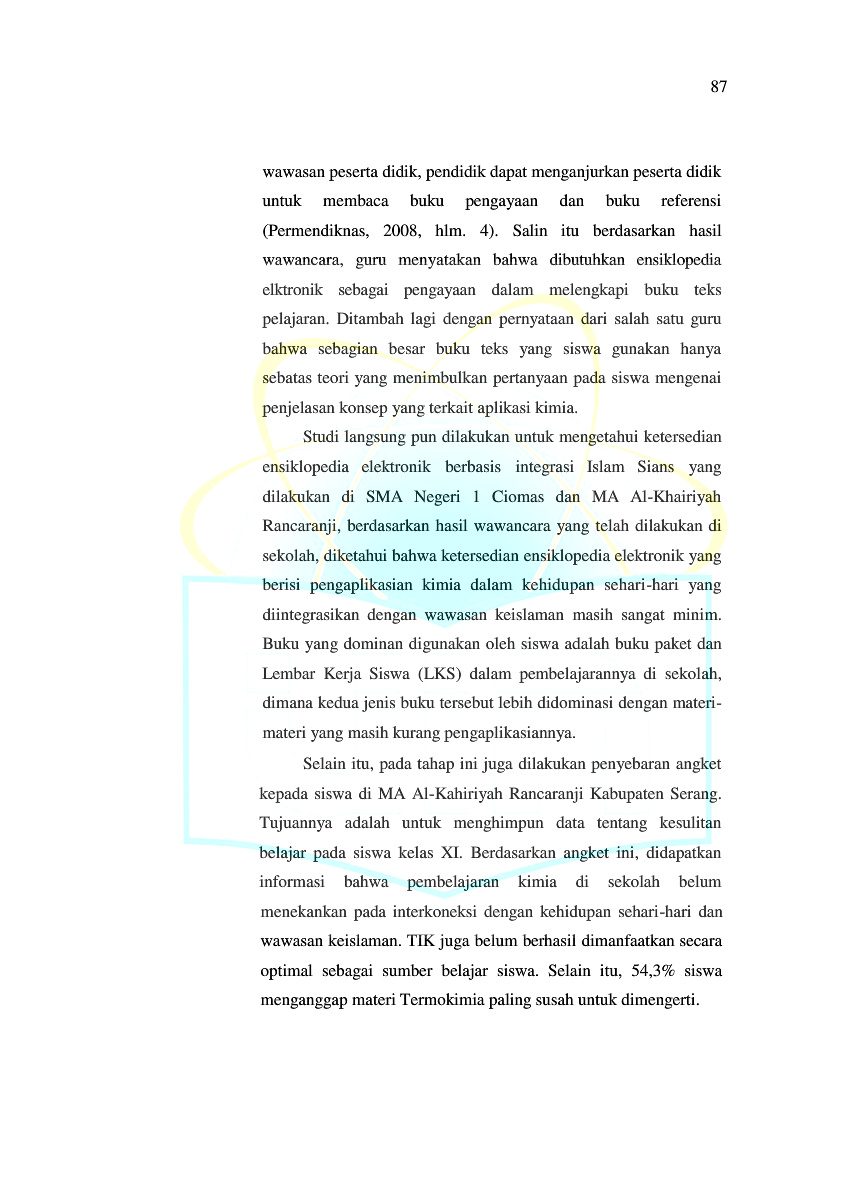 87
wawasan peserta didik, pendidik dapat menganjurkan peserta didik
untuk membaca buku pengayaan dan buku referensi
(Permendiknas, 2008, hlm. 4). Salin itu berdasarkan hasil
wawancara, guru menyatakan bahwa dibutuhkan ensiklopedia
elktronik sebagai pengayaan dalam melengkapi buku teks
pelajaran. Ditambah lagi dengan pernyataan dari salah satu guru
bahwa sebagian besar buku teks yang siswa gunakan hanya
sebatas teori yang menimbulkan pertanyaan pada siswa mengenai
penjelasan konsep yang terkait aplikasi kimia.
Studi langsung pun dilakukan untuk mengetahui ketersedian
ensiklopedia elektronik berbasis integrasi Islam Sians yang
dilakukan di SMA Negeri 1 Ciomas dan MA Al-Khairiyah
Rancaranji, berdasarkan hasil wawancara yang telah dilakukan di
sekolah, diketahui bahwa ketersedian ensiklopedia elektronik yang
berisi pengaplikasian kimia dalam kehidupan sehari-hari yang
diintegrasikan dengan wawasan keislaman masih sangat minim.
Buku yang dominan digunakan oleh siswa adalah buku paket dan
Lembar Kerja Siswa (LKS) dalam pembelajarannya di sekolah,
dimana kedua jenis buku tersebut lebih didominasi dengan materi-
materi yang masih kurang pengaplikasiannya.
Selain itu, pada tahap ini juga dilakukan penyebaran angket
kepada siswa di MA Al-Kahiriyah Rancaranji Kabupaten Serang.
Tujuannya adalah untuk menghimpun data tentang kesulitan
belajar pada siswa kelas XI. Berdasarkan angket ini, didapatkan
informasi bahwa pembelajaran kimia di sekolah belum
menekankan pada interkoneksi dengan kehidupan sehari-hari dan
wawasan keislaman. TIK juga belum berhasil dimanfaatkan secara
optimal sebagai sumber belajar siswa. Selain itu, 54,3% siswa
menganggap materi Termokimia paling susah untuk dimengerti.